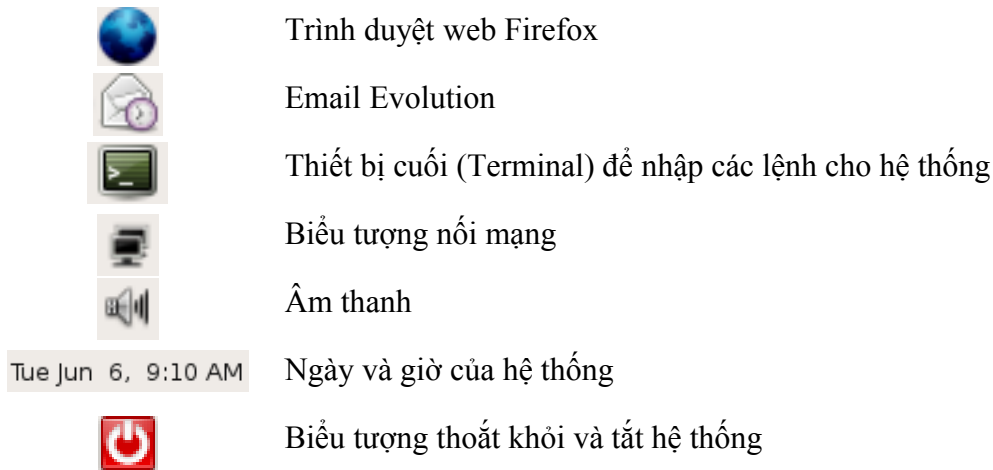 Trình duyệt web Firefox
Email Evolution
Thiết bị cuối (Terminal) để nhập các lệnh cho hệ thống
Biểu tượng nối mạng
Âm thanh
Tue Jun 6, 9:10 AM Ngày và giờ của hệ thống
Biểu tượng thoắt khỏi và tắt hệ thống